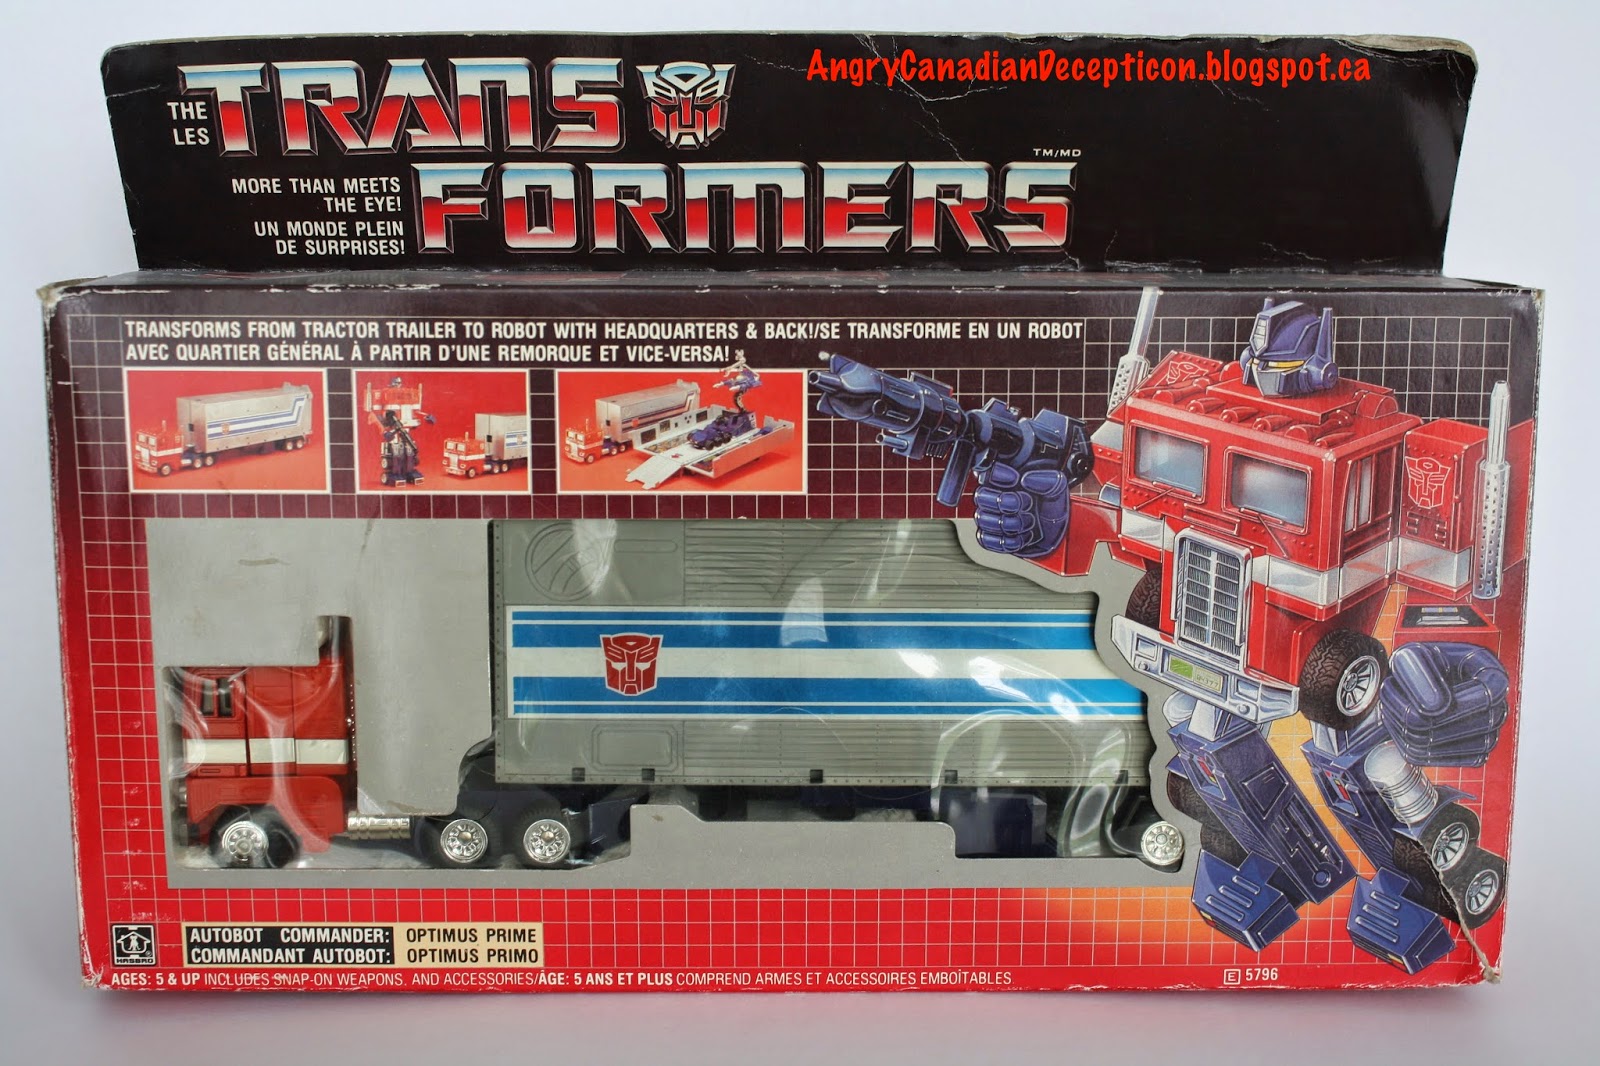 AngryCanadianDecepticon.blogspot.ca
THE
LES
TRANS
FORMERS
TM/MD
MORE THAN MEETS
THE EYE!
UN MONDE PLEIN
DE SURPRISES!
TRANSFORMS FROM TRACTOR TRAILER TO ROBOT WITH HEADQUARTERS & BACK!/SE TRANSFORME EN UN ROBOT
AVEC QUARTIER GÉNÉRAL À PARTIR D'UNE REMORQUE ET VICE-VERSA!
HASBRO
AUTOBOT COMMANDER: OPTIMUS PRIME
COMMANDANT AUTOBOT: OPTIMUS PRIMO
AGES: 5 & UP INCLUDES SNAP-ON WEAPONS. AND ACCESSORIES/ÂGE: 5 ANS ET PLUS COMPREND ARMES ET ACCESSOIRES EMBOÎTABLES.
E 5796